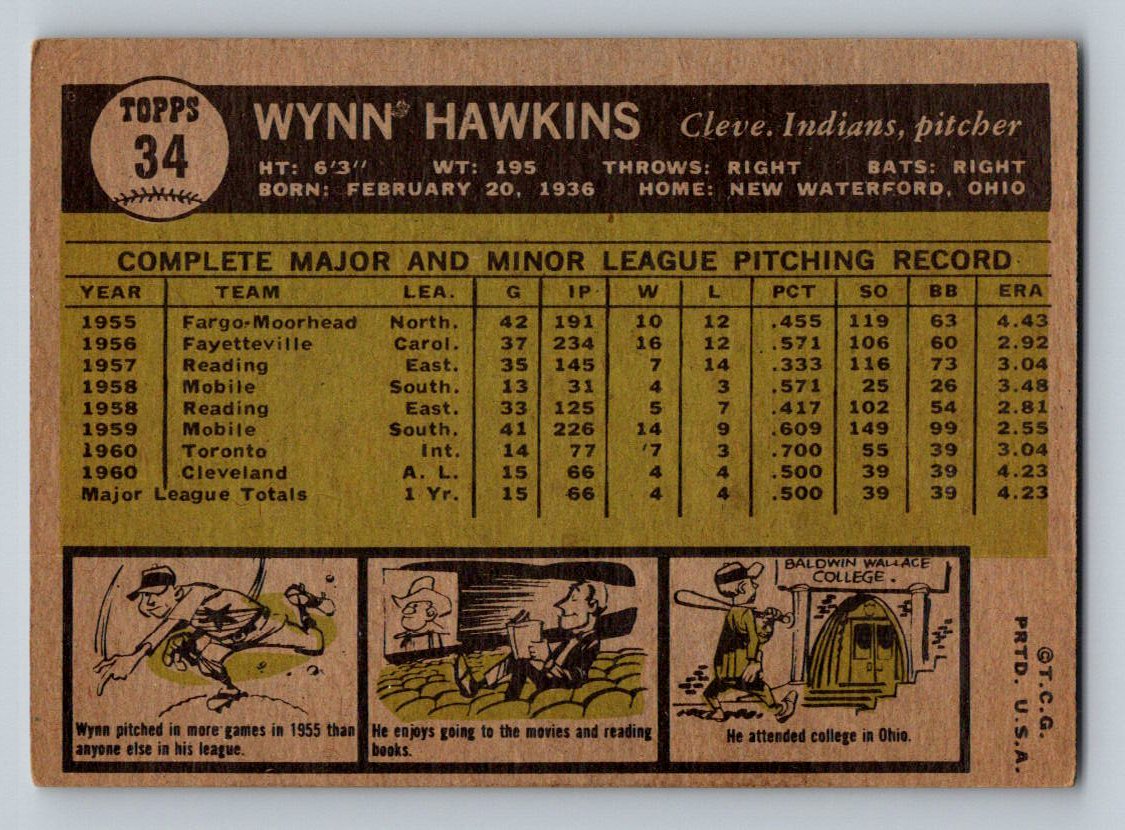 TOPPS
34
WYNN HAWKINS Cleve. Indians, pitcher
HT: 6'3" WT: 195 THROWS: RIGHT BATS: RIGHT
BORN: FEBRUARY 20, 1936 HOME: NEW WATERFORD, OHIO
COMPLETE MAJOR AND MINOR LEAGUE PITCHING RECORD
YEAR TEAM LEA. G IP W L PCT SO BB ERA
1955 Fargo-Moorhead North. 42 191 10 12 .455 119 63 4.43
1956 Fayetteville Carol. 37 234 16 12 .571 106 60 2.92
1957 Reading East. 35 145 7 14 .333 116 73 3.04
1958 Mobile South. 13 31 4 3 .571 25 26 3.48
1958 Reading East. 33 125 5 7 .417 102 54 2.81
1959 Mobile South. 41 226 14 9 .609 149 99 2.55
1960 Toronto Int. 14 77 7 3 .700 55 39 3.04
1960 Cleveland A. L. 15 66 4 4 .500 39 39 4.23
Major League Totals 1 Yr. 15 66 4 4 .500 39 39 4.23
Wynn pitched in more games in 1955 than
anyone else in his league.
He enjoys going to the movies and reading
books.
BALDWIN WALLACE
COLLEGE.
He attended college in Ohio.
©T.C.G.
PRTD. U.S.A.